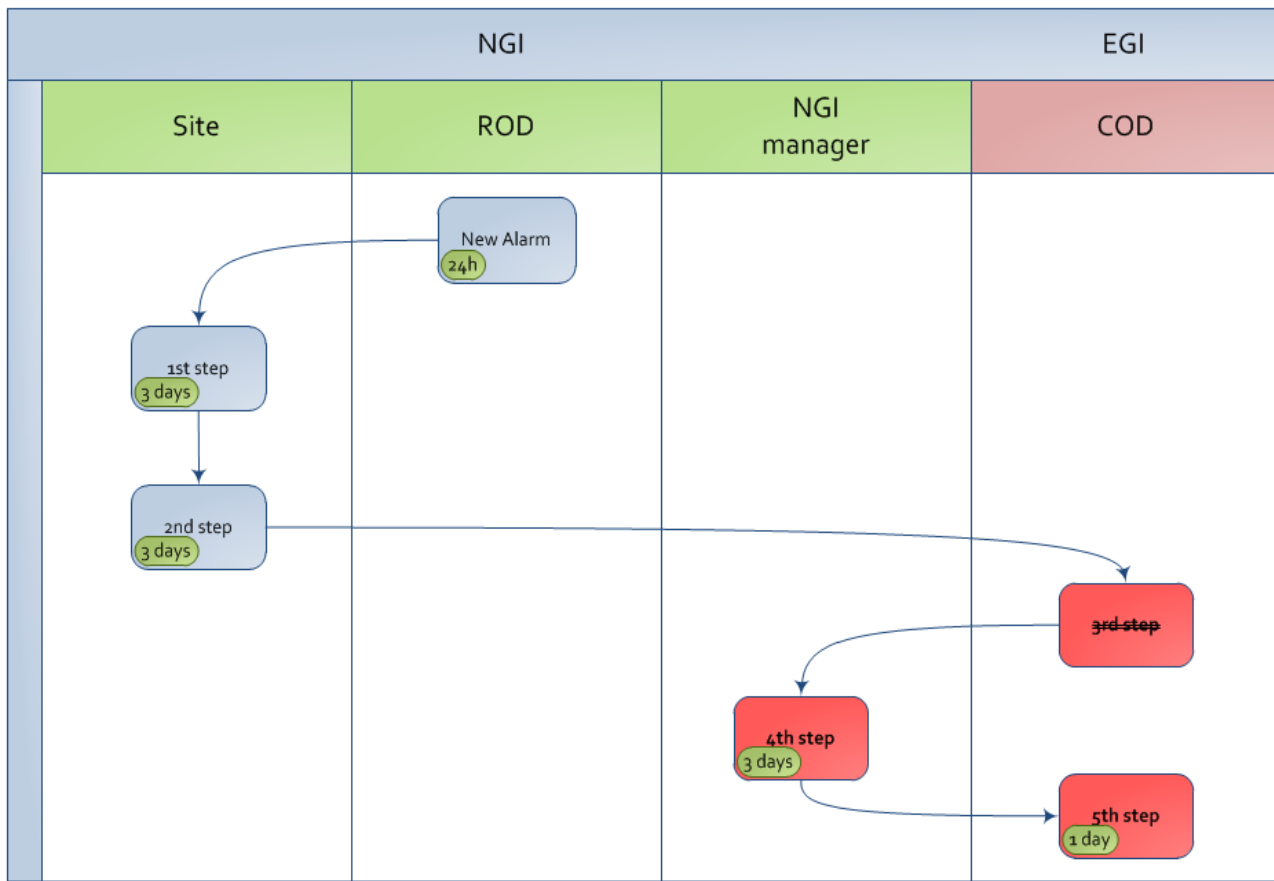 NGI
EGI
Site
ROD
NGI
manager
COD
New Alarm
24h
1st step
3 days
2nd step
3 days
3rd step
4th step
3 days
5th step
1 day